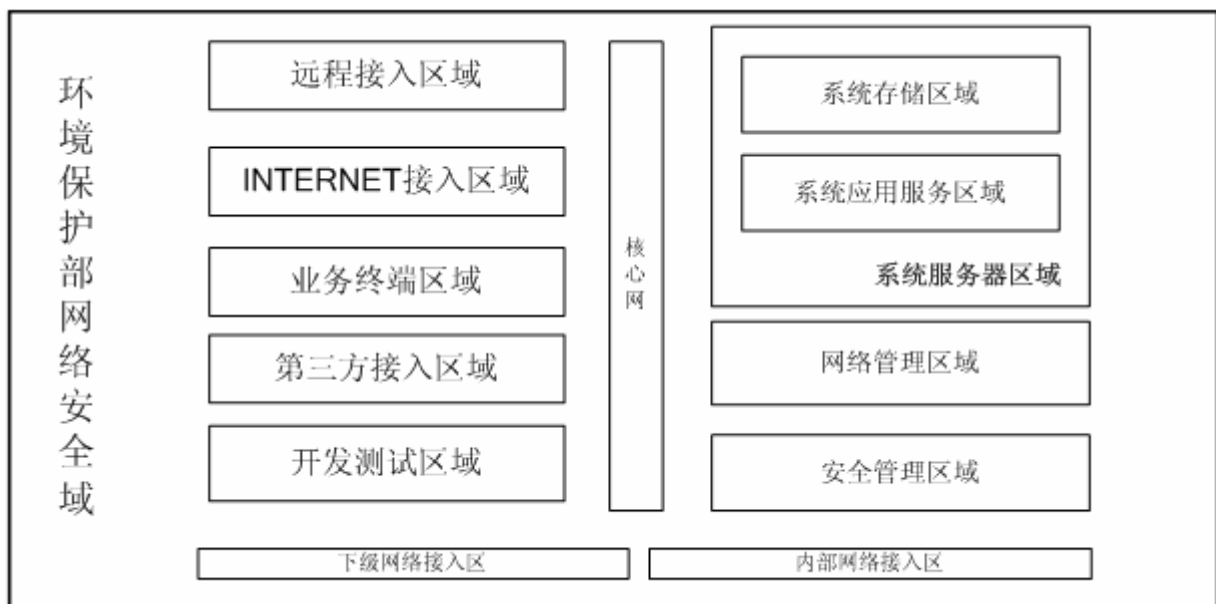 环境保护部网络安全域
远程接入区域
INTERNET接入区域
业务终端区域
第三方接入区域
开发测试区域
核心网
系统存储区域
系统应用服务区域
系统服务器区域
网络管理区域
安全管理区域
下级网络接入区
内部网络接入区